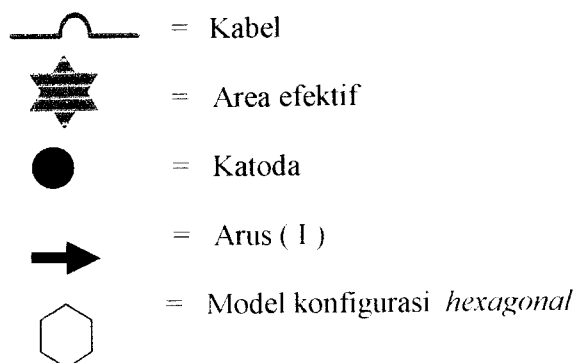 = Kabel
= Area efektif
= Katoda
= Arus ( I )
= Model konfigurasi hexagonal